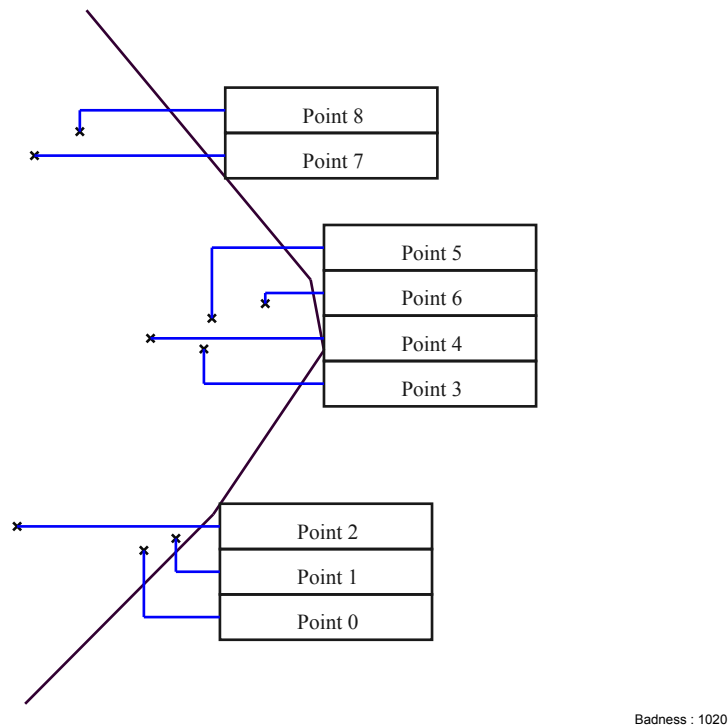 Point 8
Point 7
Point 5
Point 6
Point 4
Point 3
Point 2
Point 1
Point 0
Badness : 1020